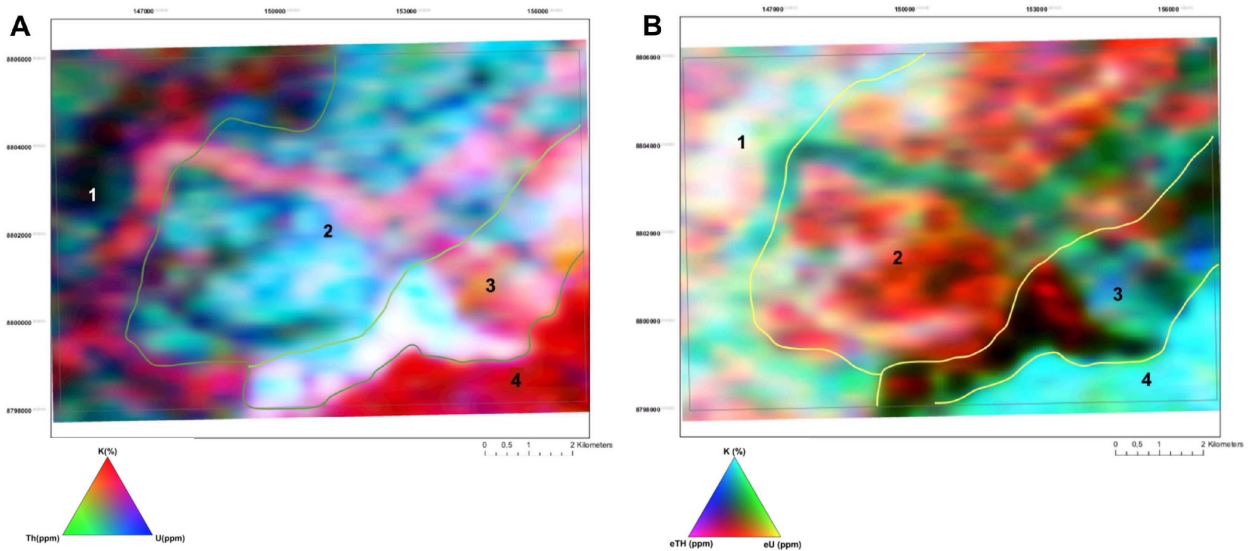 A
147000
150000
153000
156000
8806000
8804000
8802000
8800000
8798000
1
2
3
4
0 0,5 1 2 Kilometers
K(%)
Th(ppm)
U(ppm)
B
147000
150000
153000
156000
8806000
8804000
8802000
8800000
8798000
1
2
3
4
0 0,5 1 2 Kilometers
K (%)
eTH (ppm)
eU (ppm)